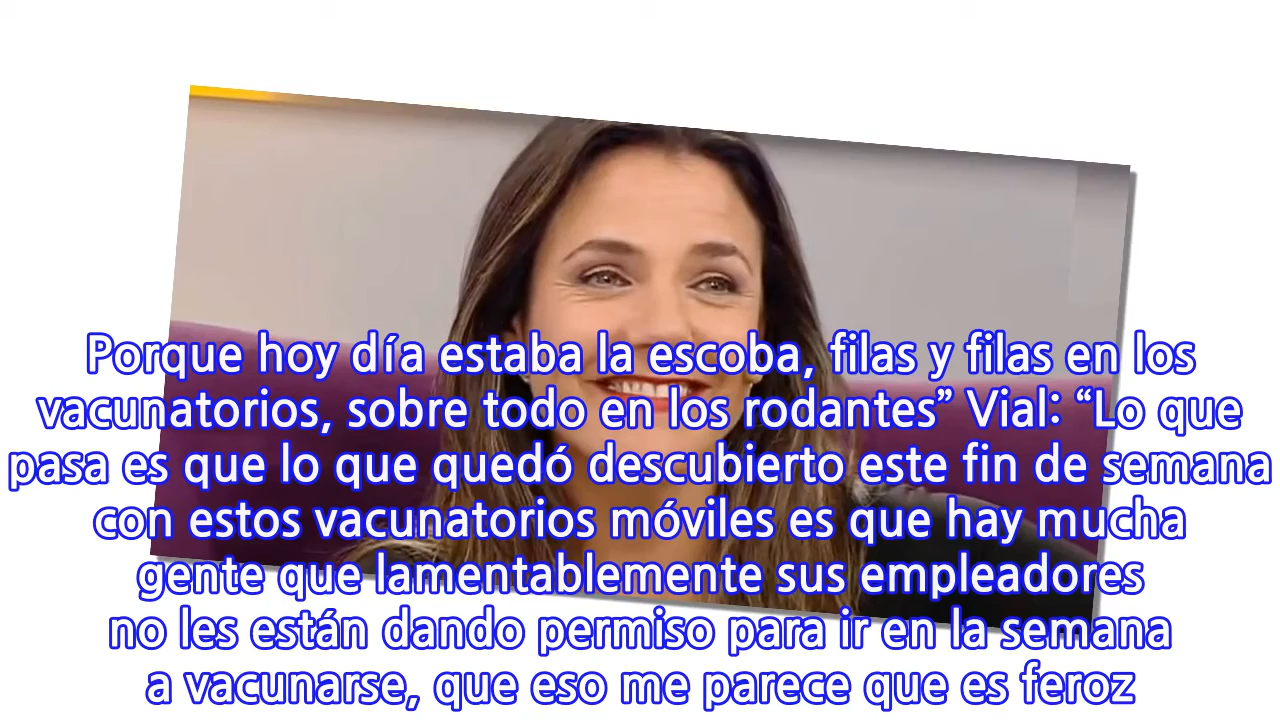 Porque hoy día estaba la escoba, filas y filas en los
vacunatorios, sobre todo en los rodantes” Vial: “Lo que
pasa es que lo que quedó descubierto este fin de semana
con estos vacunatorios móviles es que hay mucha
gente que lamentablemente sus empleadores
no les están dando permiso para ir en la semana
a vacunarse, que eso me parece que es feroz